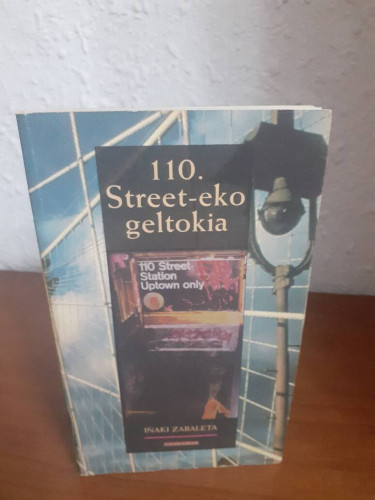 110.
Street-eko
geltokia
110 Street
Station
Uptown only
IÑAKI ZABALETA